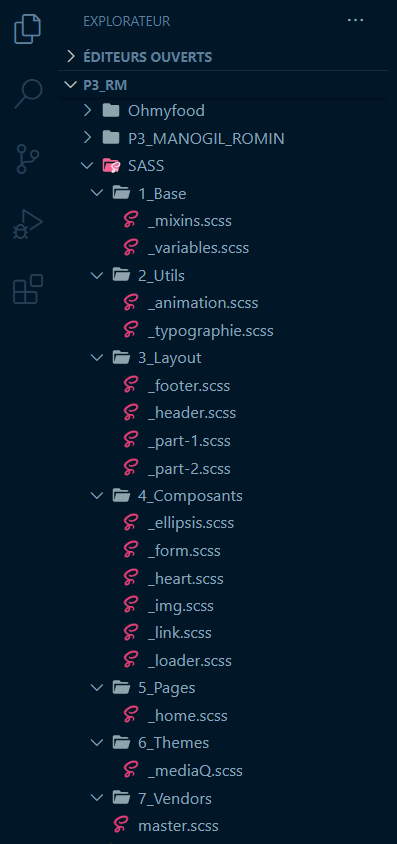 EXPLORATEUR
ÉDITEURS OUVERTS
P3_RM
Ohmyfood
P3_MANOGIL_ROMIN
SASS
1_Base
_mixins.scss
_variables.scss
2_Utils
_animation.scss
_typographie.scss
3_Layout
_footer.scss
_header.scss
_part-1.scss
_part-2.scss
4_Composants
_ellipsis.scss
_form.scss
_heart.scss
_img.scss
_link.scss
_loader.scss
5_Pages
_home.scss
6_Themes
_mediaQ.scss
7_Vendors
master.scss